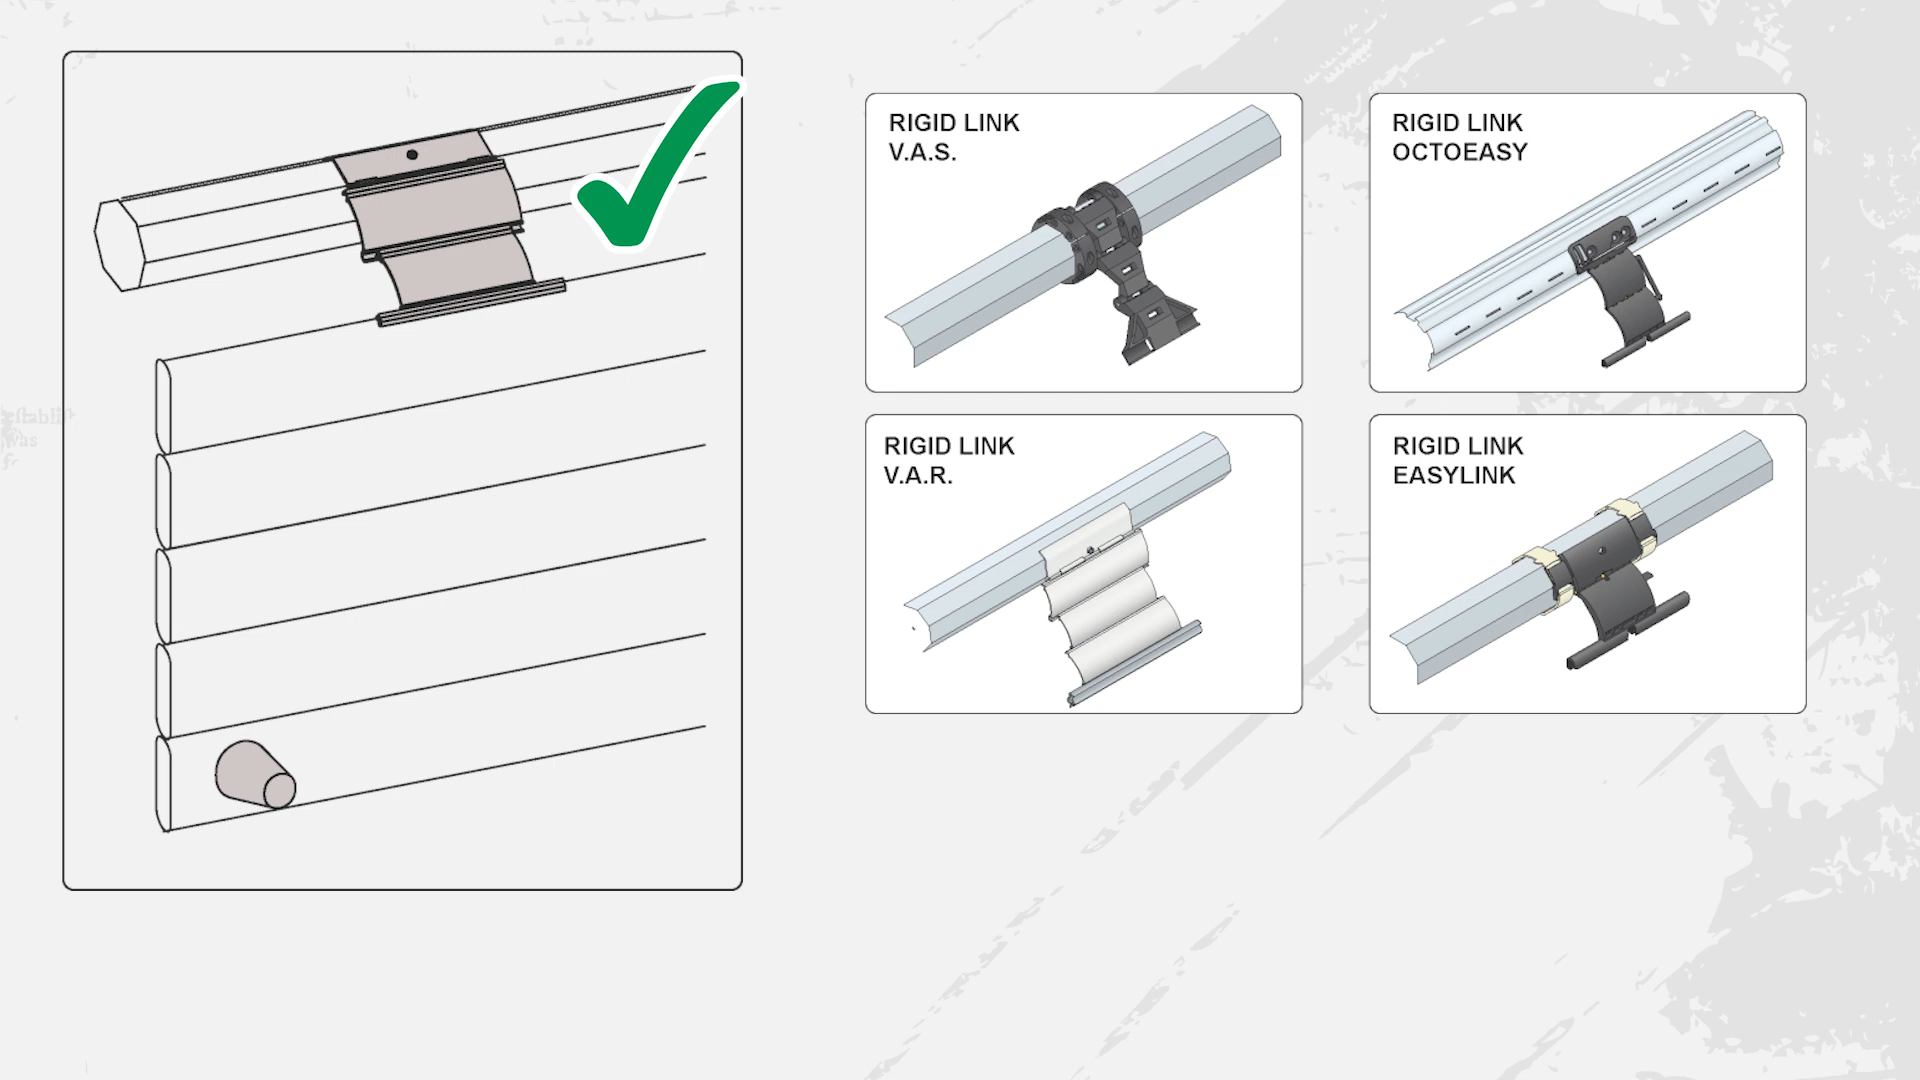 RIGID LINK
V.A.S.
RIGID LINK
OCTOEASY
RIGID LINK
V.A.R.
RIGID LINK
EASYLINK